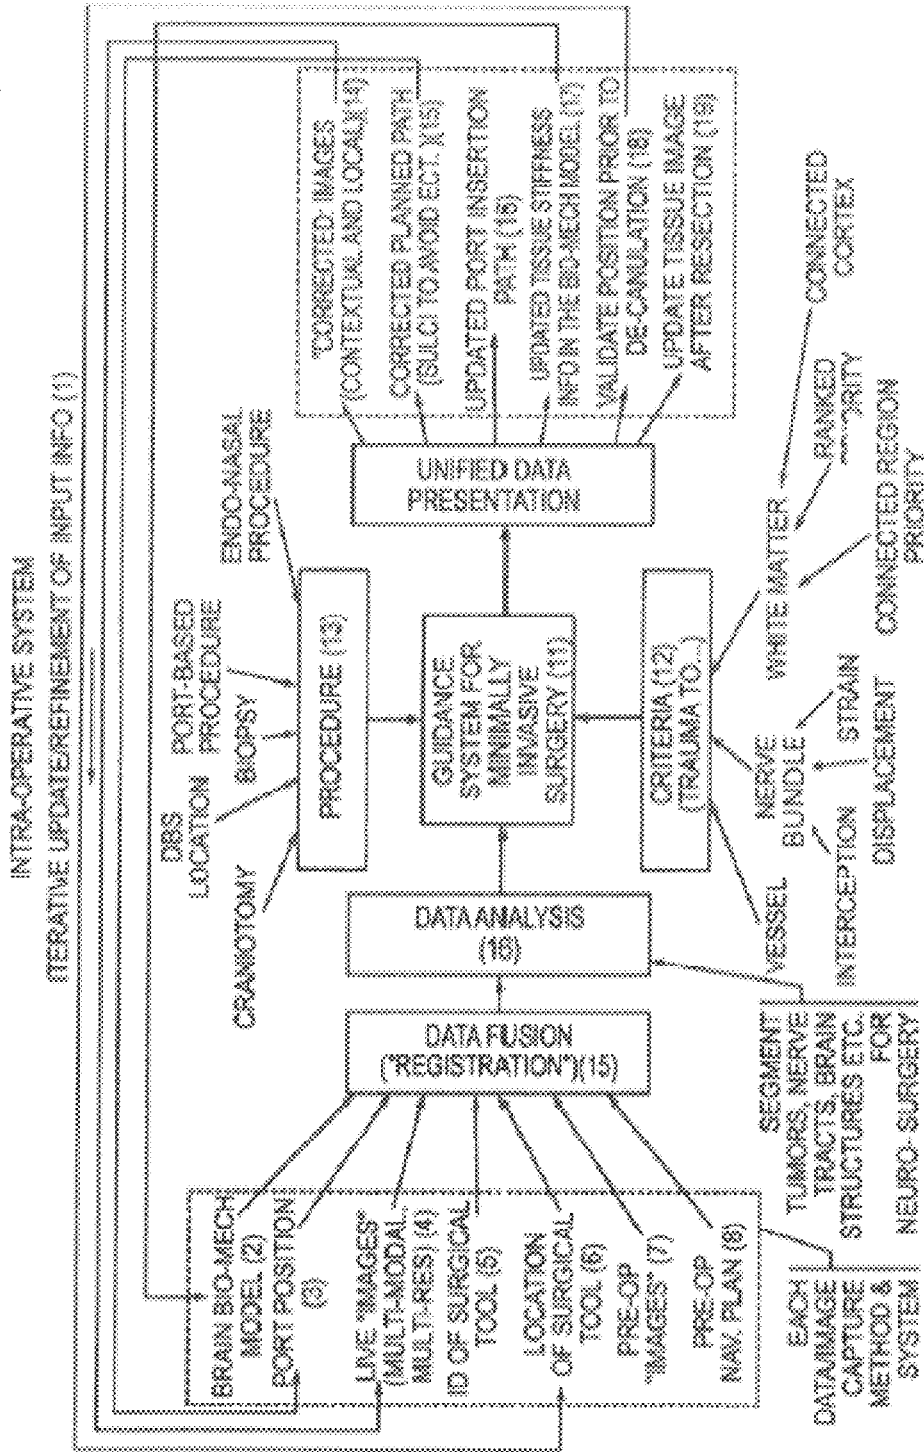 INTRA-OPERATIVE SYSTEM
ITERATIVE UPDATE/REFINEMENT OF INPUT INFO (1)
BRAIN BIO-MECH
MODEL (2)
PORT POSITION
(3)
LIVE "IMAGES"
(MULTI-MODAL
MULTI-RES) (4)
ID OF SURGICAL
TOOL (5)
LOCATION
OF SURGICAL
TOOL (6)
PRE-OP
"IMAGES" (7)
PRE-OP
NAV. PLAN (8)
EACH
DATA/IMAGE
CAPTURE
METHOD &
SYSTEM
DATA FUSION
("REGISTRATION")(15)
DATA ANALYSIS
(16)
SEGMENT
TUMORS, NERVE
TRACTS, BRAIN
STRUCTURES ETC.
FOR
NEURO- SURGERY
CRANIOTOMY
DBS
LOCATION
BIOPSY
PORT-BASED
PROCEDURE
ENDO-NASAL
PROCEDURE
PROCEDURE (13)
GUIDANCE
SYSTEM FOR
MINIMALLY
INVASIVE
SURGERY (11)
CRITERIA (12)
(TRAUMA TO...)
VESSEL
NERVE
BUNDLE
WHITE MATTER
INTERCEPTION
DISPLACEMENT
STRAIN
CONNECTED REGION
PRIORITY
RANKED
CONNECTED
CORTEX
UNIFIED DATA
PRESENTATION
"CORRECTED: IMAGES
(CONTEXTUAL AND LOCAL)(14)
CORRECTED PLANNED PATH
(SULCI TO AVOID ECT. )(15)
UPDATED PORT INSERTION
PATH (16)
UPDATED TISSUE STIFFNESS
INFO IN THE BIO-MECH MODEL (17)
VALIDATE POSITION PRIOR TO
DE-CANULATION (18)
UPDATE TISSUE IMAGE
AFTER RESECTION (19)